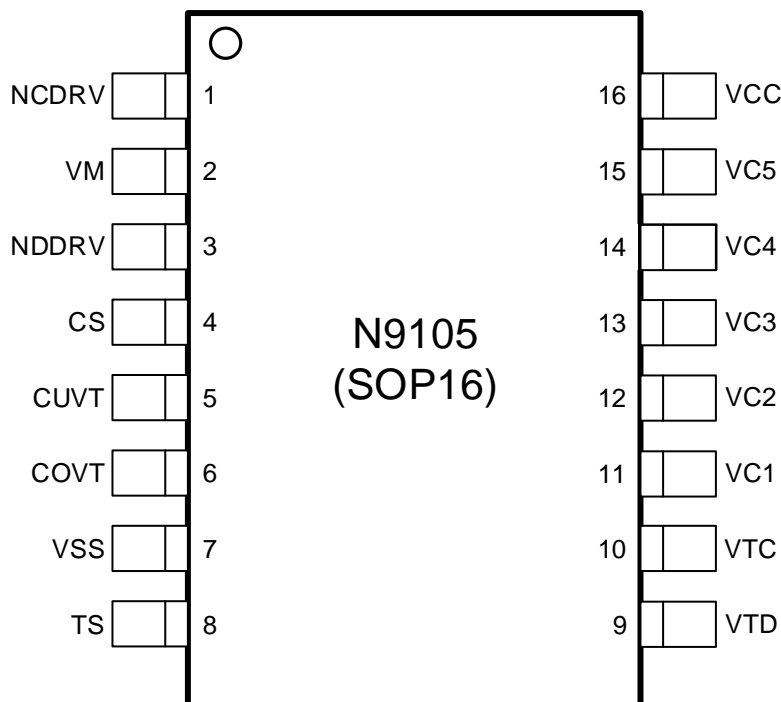 NCDRV 1 16 VCC
VM 2 15 VC5
NDDRV 3 14 VC4
CS 4 13 VC3
N9105
(SOP16)
CUVT 5 12 VC2
COVT 6 11 VC1
VSS 7 10 VTC
TS 8 9 VTD